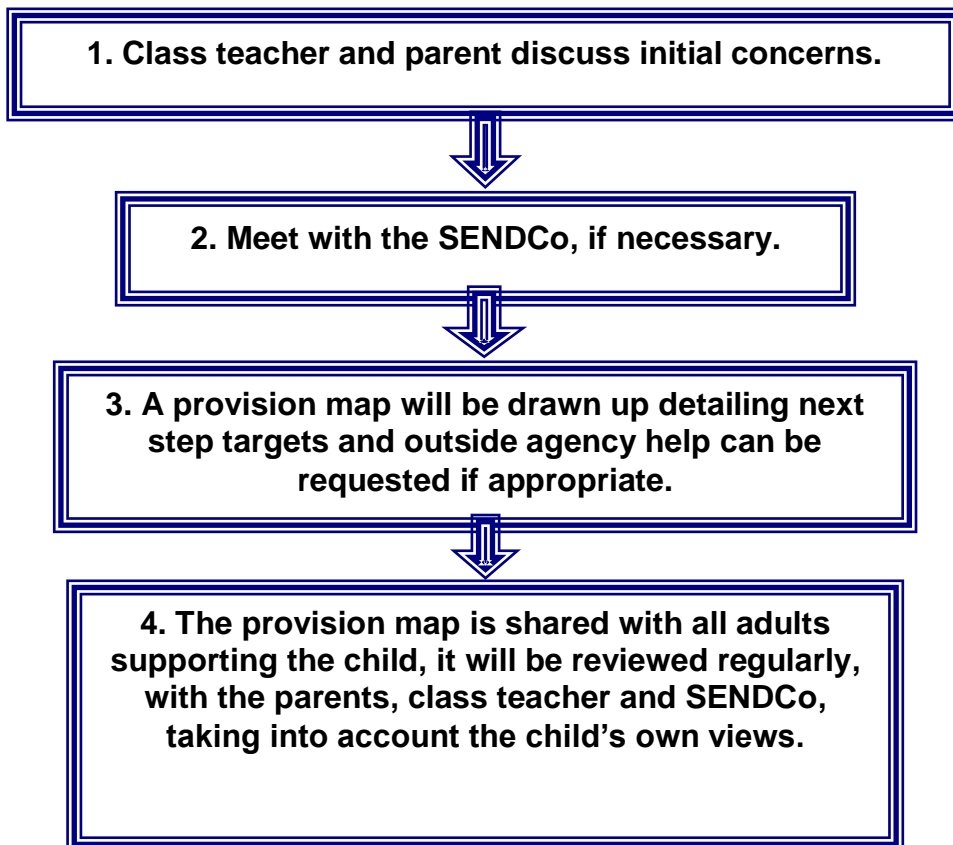 1. Class teacher and parent discuss initial concerns.
2. Meet with the SENDCo, if necessary.
3. A provision map will be drawn up detailing next
step targets and outside agency help can be
requested if appropriate.
4. The provision map is shared with all adults
supporting the child, it will be reviewed regularly,
with the parents, class teacher and SENDCo,
taking into account the child’s own views.